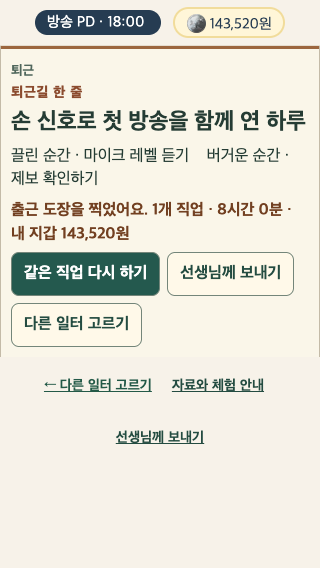 방송 PD · 18:00
143,520원
퇴근
퇴근길 한 줄
손 신호로 첫 방송을 함께 연 하루
끌린 순간 · 마이크 레벨 듣기 버거운 순간 ·
제보 확인하기
출근 도장을 찍었어요. 1개 직업 · 8시간 0분 ·
내 지갑 143,520원
같은 직업 다시 하기
선생님께 보내기
다른 일터 고르기
← 다른 일터 고르기
자료와 체험 안내
선생님께 보내기